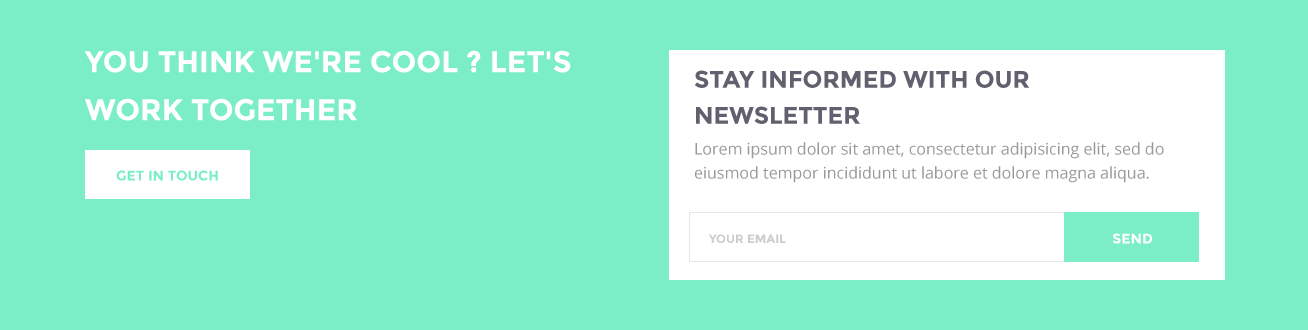 YOU THINK WE'RE COOL ? LET'S
WORK TOGETHER
GET IN TOUCH
STAY INFORMED WITH OUR
NEWSLETTER
Lorem ipsum dolor sit amet, consectetur adipisicing elit, sed do
eiusmod tempor incididunt ut labore et dolore magna aliqua.
YOUR EMAIL
SEND